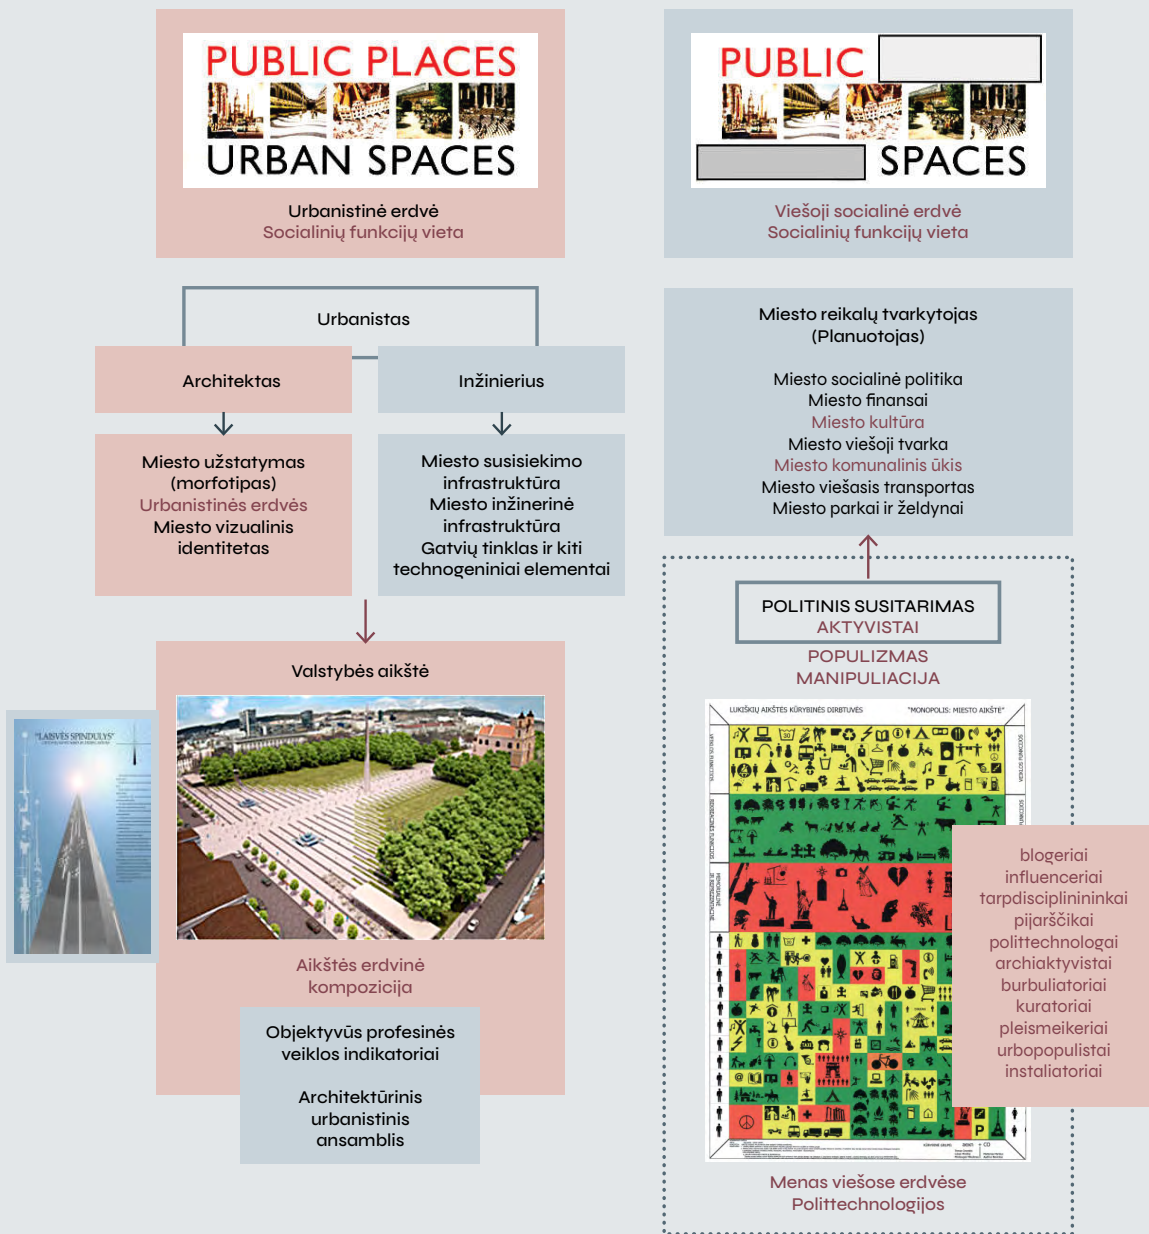 PUBLIC PLACES
URBAN SPACES
Urbanistinė erdvė
Socialinių funkcijų vieta
PUBLIC
SPACES
Viešoji socialinė erdvė
Socialinių funkcijų vieta
Urbanistas
Architektas
Inžinierius
Miesto užstatymas
(morfotipas)
Urbanistinės erdvės
Miesto vizualinis
identitetas
Miesto susisiekimo
infrastruktūra
Miesto inžinerinė
infrastruktūra
Gatvių tinklas ir kiti
technogeniniai elementai
Miesto reikalų tvarkytojas
(Planuotojas)
Miesto socialinė politika
Miesto finansai
Miesto kultūra
Miesto viešoji tvarka
Miesto komunalinis ūkis
Miesto viešasis transportas
Miesto parkai ir želdynai
Valstybės aikštė
"LAISVĖS SPINDULYS"
Aikštės erdvinė
kompozicija
Objektyvūs profesinės
veiklos indikatoriai
Architektūrinis
urbanistinis
ansamblis
POLITINIS SUSITARIMAS
AKTYVISTAI
POPULIZMAS
MANIPULIACIJA
LUKIŠKIŲ AIKŠTĖS KŪRYBINĖS DIRBTUVĖS
"MONOPOLIS: MIESTO AIKŠTĖ"
blogeriai
influenceriai
tarpdisciplinininkai
pijarščikai
polittechnologai
archiaktyvistai
burbuliatoriai
kuratoriai
pleismeikeriai
urbopopulistai
instaliatoriai
Menas viešose erdvėse
Polittechnologijos